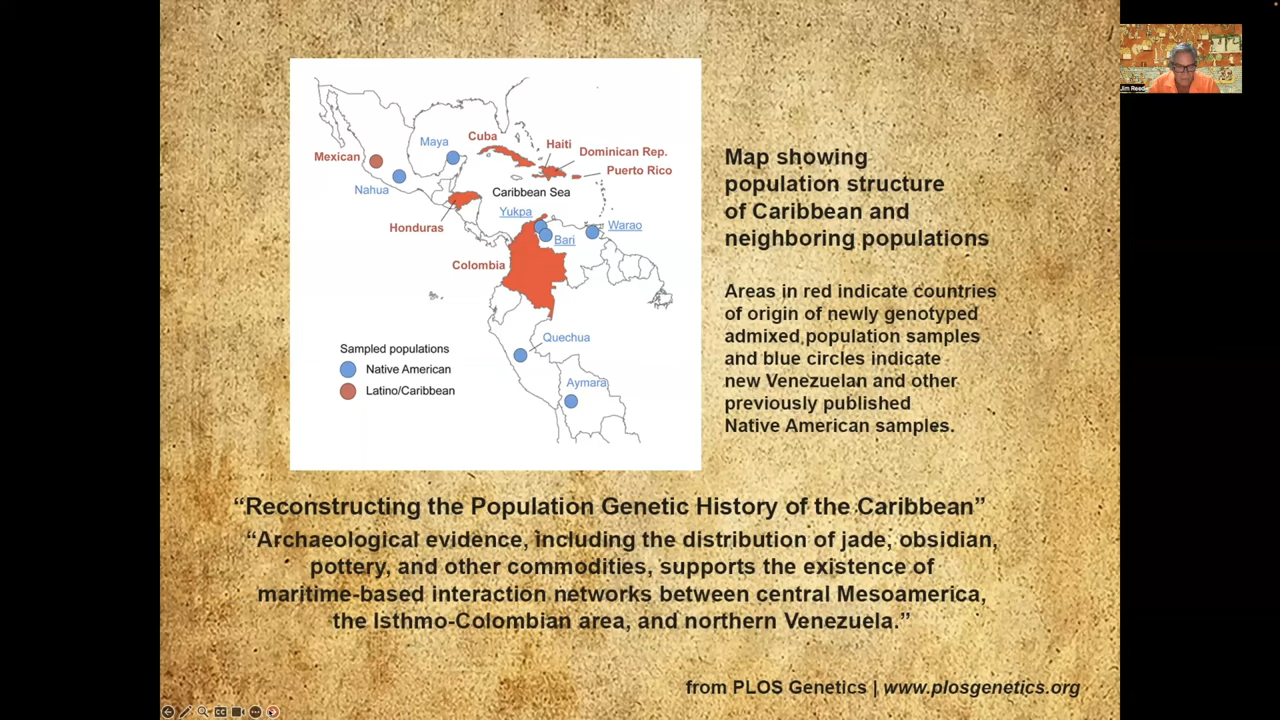 Jim Reed
Maya
Cuba
Haiti
Mexican
Dominican Rep.
Puerto Rico
Nahua
Caribbean Sea
Yukpa
Honduras
Warao
Bari
Colombia
Quechua
Sampled populations
Native American
Aymara
Latino/Caribbean
Map showing
population structure
of Caribbean and
neighboring populations
Areas in red indicate countries
of origin of newly genotyped
admixed population samples
and blue circles indicate
new Venezuelan and other
previously published
Native American samples.
“Reconstructing the Population Genetic History of the Caribbean”
“Archaeological evidence, including the distribution of jade, obsidian,
pottery, and other commodities, supports the existence of
maritime-based interaction networks between central Mesoamerica,
the Isthmo-Colombian area, and northern Venezuela.”
from PLOS Genetics | www.plosgenetics.org
CC